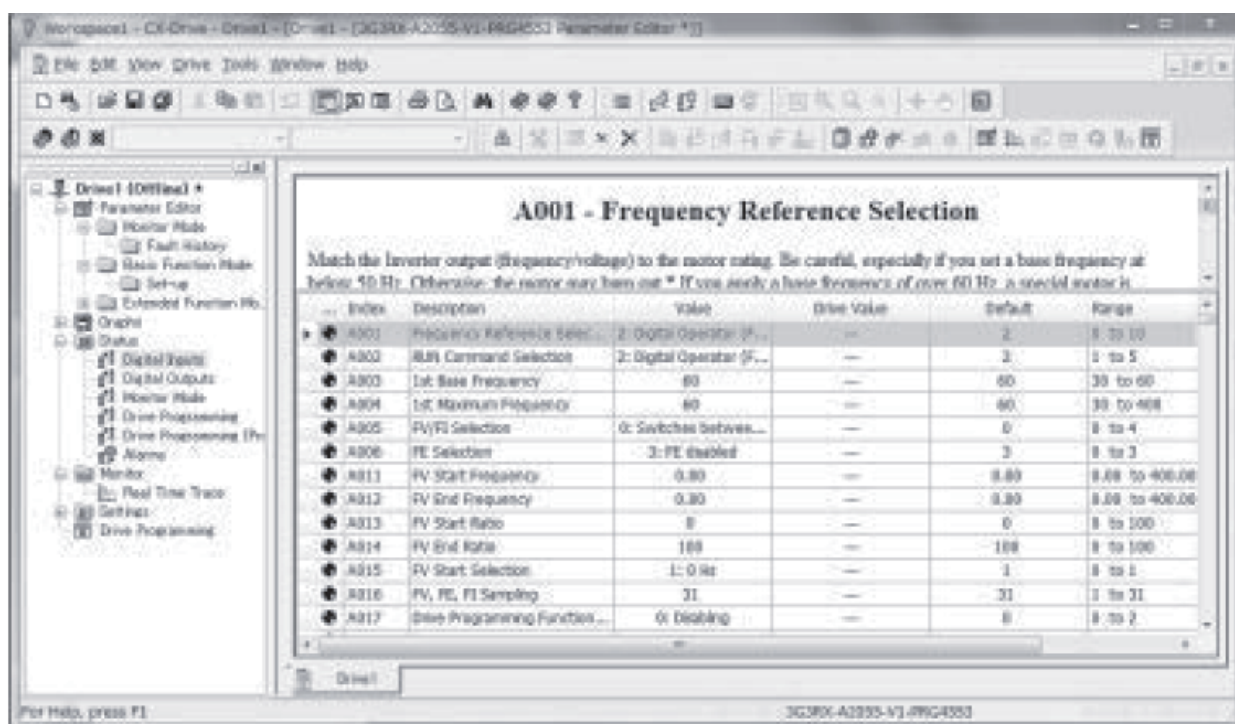 Workspace1 - CX-Drive - Drive1 - [Drive1 - [3G3RX-A2055-V1-PRG4553 Parameter Editor *]]
File Edit View Drive Tools Window Help
Drive1 (Offline) *
Parameter Editor
Monitor Mode
Fault History
Basic Function Mode
Set-up
Extended Function Mo...
Graphs
Status
Digital Inputs
Digital Outputs
Monitor Mode
Drive Programming
Drive Programming (Pr
Alarms
Monitor
Real Time Trace
Settings
Drive Programming
A001 - Frequency Reference Selection
Match the Inverter output (frequency/voltage) to the motor rating. Be careful, especially if you set a base frequency at
below 50 Hz. Otherwise, the motor may burn out * If you apply a base frequency of over 60 Hz, a special motor is
... Index Description Value Drive Value Default Range
A001 Frequency Reference Selec... 2: Digital Operator (F... — 2 0 to 10
A002 RUN Command Selection 2: Digital Operator (F... — 2 1 to 5
A003 1st Base Frequency 60 — 60 30 to 60
A004 1st Maximum Frequency 60 — 60 30 to 400
A005 FV/FI Selection 0: Switches between... — 0 0 to 4
A006 FE Selection 3: FE disabled — 3 0 to 3
A011 FV Start Frequency 0.00 — 0.00 0.00 to 400.00
A012 FV End Frequency 0.00 — 0.00 0.00 to 400.00
A013 FV Start Ratio 0 — 0 0 to 100
A014 FV End Ratio 100 — 100 0 to 100
A015 FV Start Selection 1: 0 Hz — 1 0 to 1
A016 FV, FE, FI Sampling 31 — 31 1 to 31
A017 Drive Programming Function... 0: Disabling — 0 0 to 2
Drive1
For Help, press F1 3G3RX-A2055-V1-PRG4553